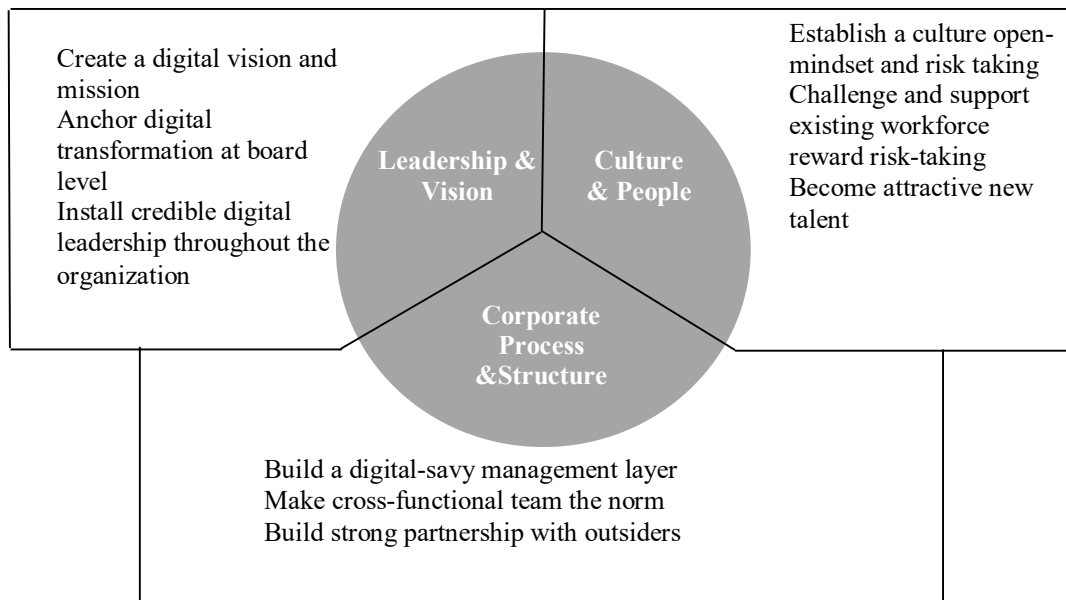 Create a digital vision and
mission
Anchor digital
transformation at board
level
Install credible digital
leadership throughout the
organization
Leadership &
Vision
Culture
& People
Establish a culture open-
mindset and risk taking
Challenge and support
existing workforce
reward risk-taking
Become attractive new
talent
Corporate
Process
&Structure
Build a digital-savy management layer
Make cross-functional team the norm
Build strong partnership with outsiders